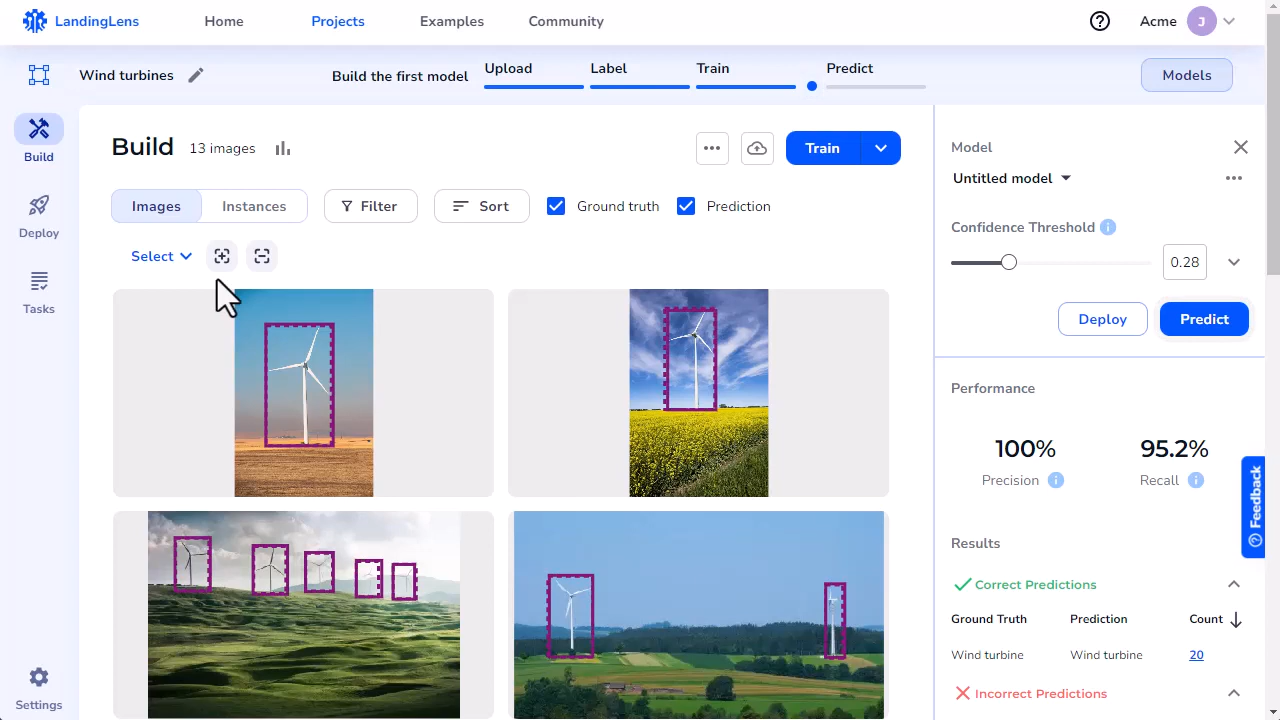 LandingLens
Home
Projects
Examples
Community
Acme
J
Wind turbines
Build the first model
Upload
Label
Train
Predict
Models
Build
Deploy
Tasks
Settings
Build
13 images
Train
Images
Instances
Filter
Sort
Ground truth
Prediction
Select
Model
Untitled model
Confidence Threshold
0.28
Deploy
Predict
Performance
100%
95.2%
Precision
Recall
Feedback
Results
Correct Predictions
Ground Truth
Prediction
Count
Wind turbine
Wind turbine
20
Incorrect Predictions